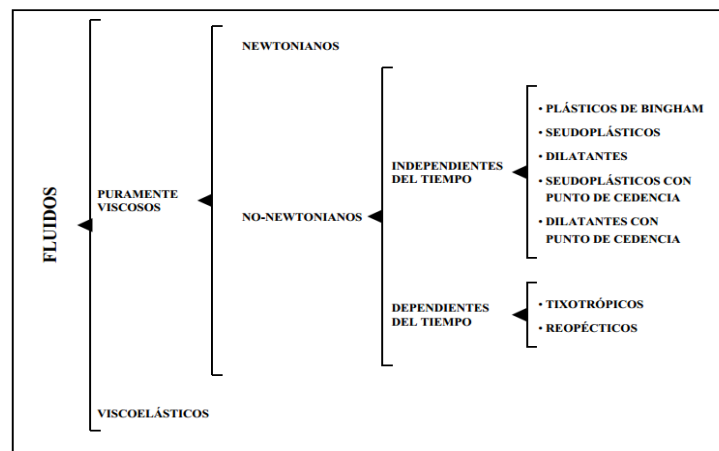 FLUIDOS
PURAMENTE
VISCOSOS
VISCOELÁSTICOS
NEWTONIANOS
NO-NEWTONIANOS
INDEPENDIENTES
DEL TIEMPO
DEPENDIENTES
DEL TIEMPO
• PLÁSTICOS DE BINGHAM
• SEUDOPLÁSTICOS
• DILATANTES
• SEUDOPLÁSTICOS CON
PUNTO DE CEDENCIA
• DILATANTES CON
PUNTO DE CEDENCIA
• TIXOTRÓPICOS
• REOPÉCTICOS